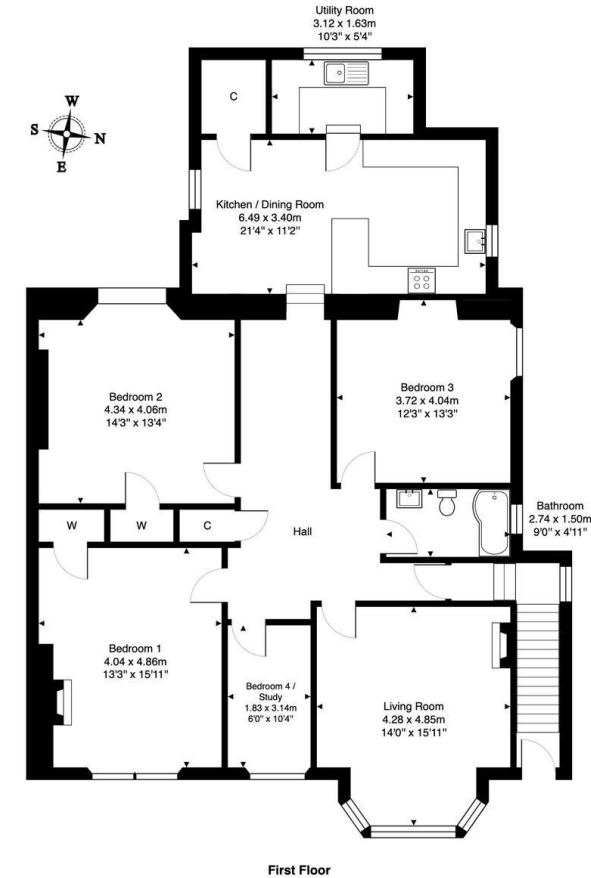 Utility Room
3.12 x 1.63m
10'3" x 5'4"
W
S
N
E
C
Kitchen / Dining Room
6.49 x 3.40m
21'4" x 11'2"
Bedroom 2
4.34 x 4.06m
14'3" x 13'4"
Bedroom 3
3.72 x 4.04m
12'3" x 13'3"
Bathroom
2.74 x 1.50m
9'0" x 4'11"
W
W
C
Hall
Bedroom 1
4.04 x 4.86m
13'3" x 15'11"
Bedroom 4 /
Study
1.83 x 3.14m
6'0" x 10'4"
Living Room
4.28 x 4.85m
14'0" x 15'11"
First Floor